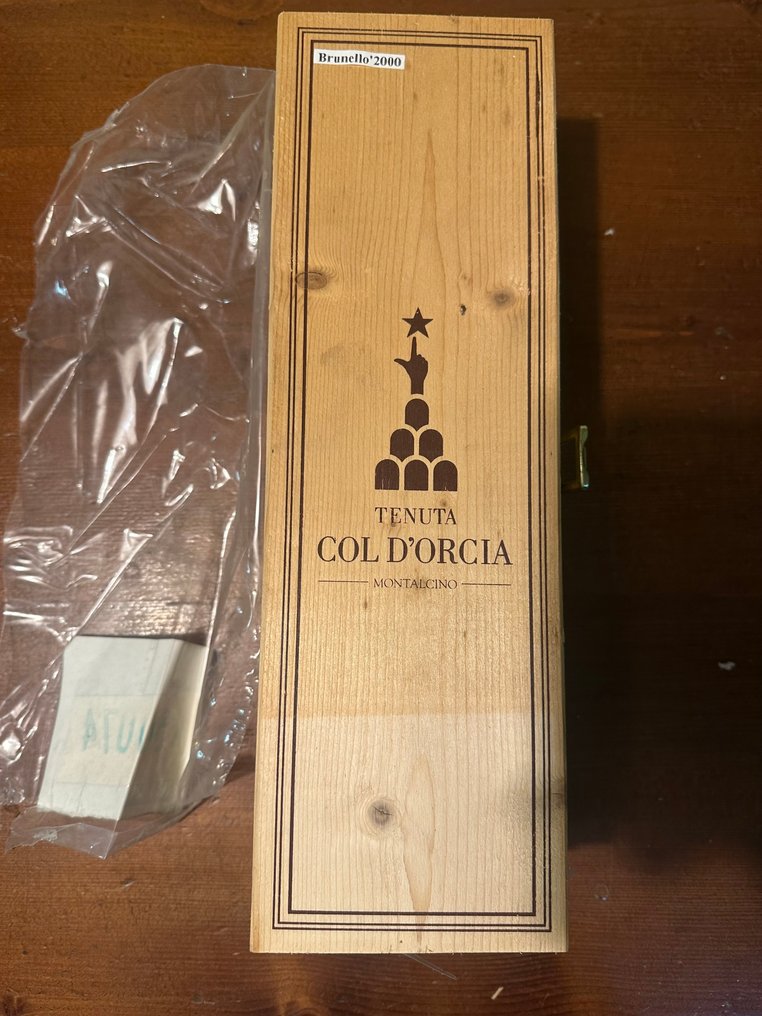 Brunello'2000
TENUTA
COL D'ORCIA
MONTALCINO